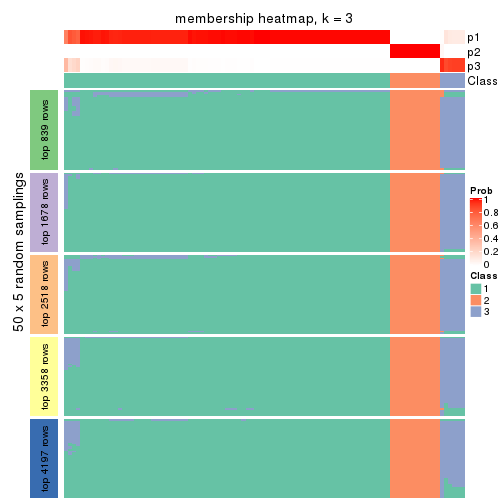 membership heatmap, k = 3
p1
p2
p3
Class
50 x 5 random samplings
top 839 rows
top 1678 rows
top 2518 rows
top 3358 rows
top 4197 rows
Prob
1
0.8
0.6
0.4
0.2
0
Class
1
2
3